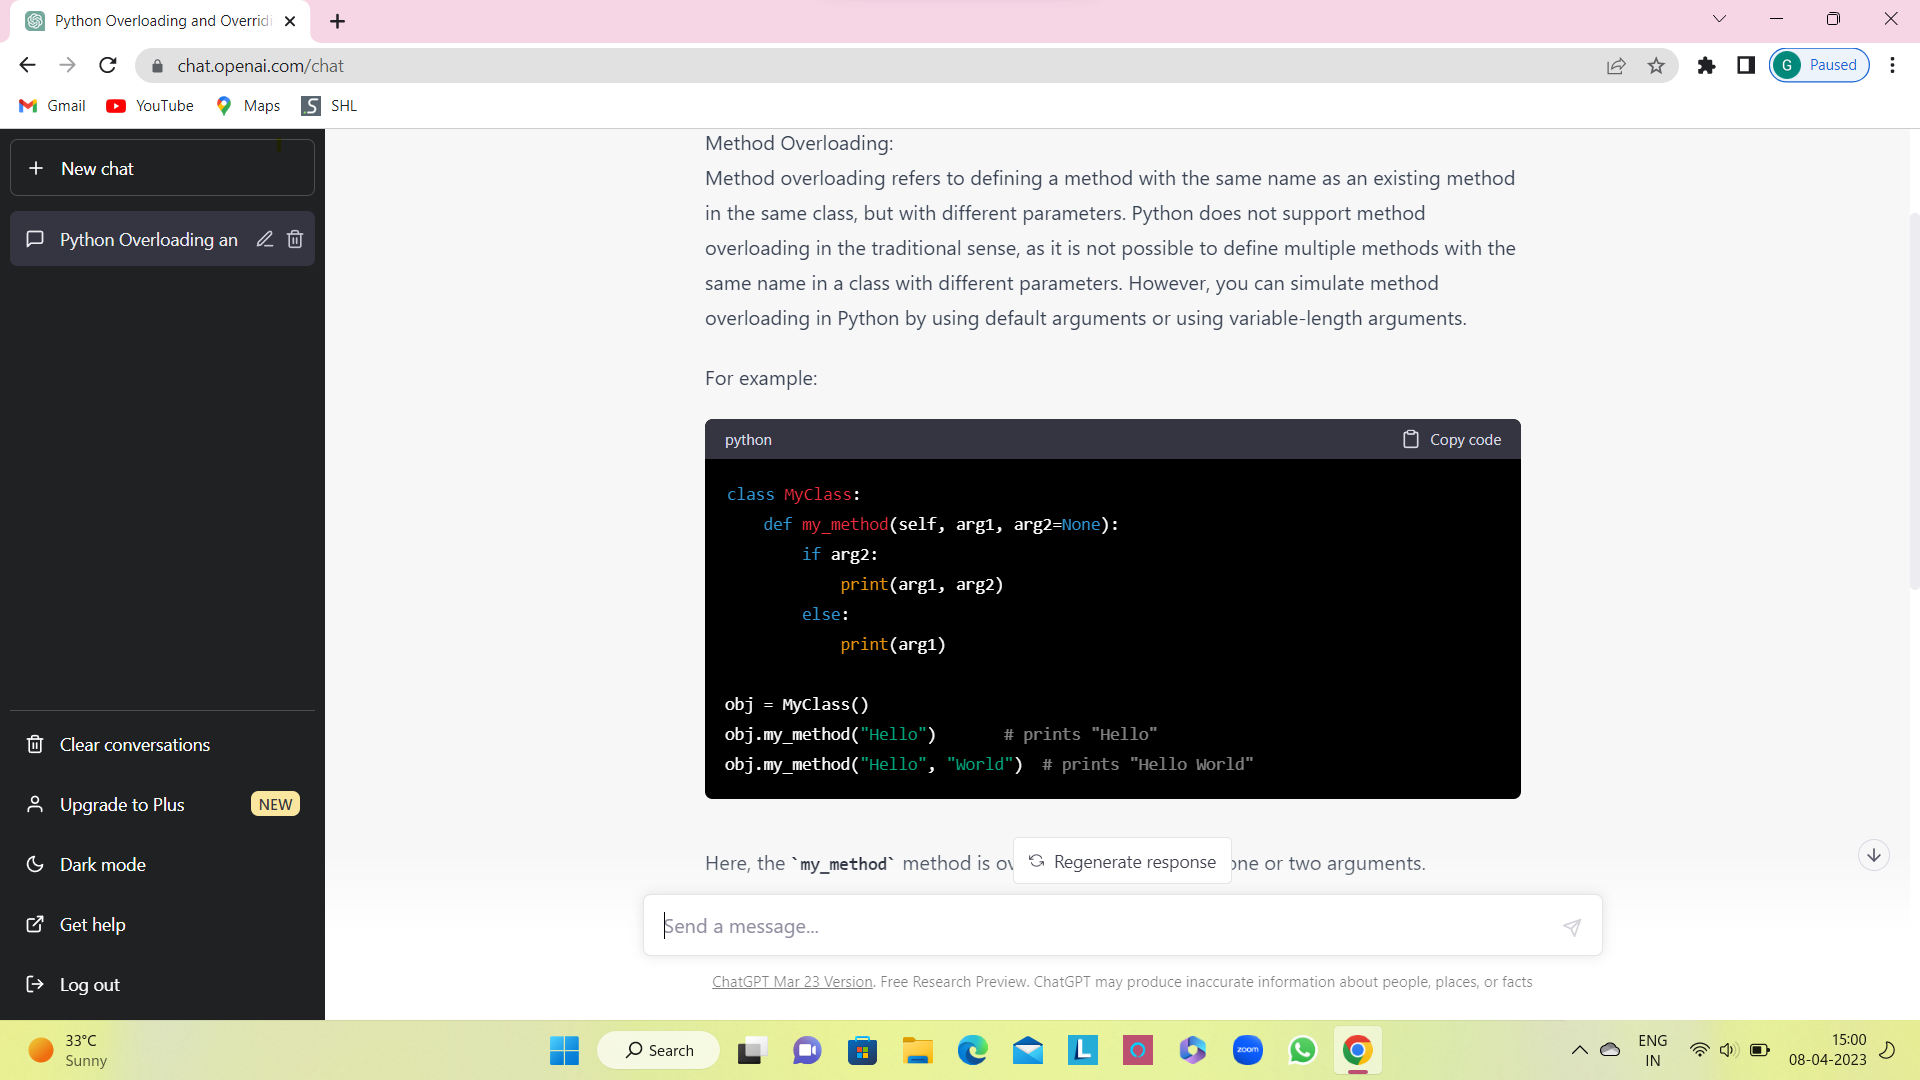 Python Overloading and Overridi
chat.openai.com/chat
G Paused
Gmail YouTube Maps S SHL
New chat
Python Overloading an
Clear conversations
Upgrade to Plus NEW
Dark mode
Get help
Log out
Method Overloading:
Method overloading refers to defining a method with the same name as an existing method
in the same class, but with different parameters. Python does not support method
overloading in the traditional sense, as it is not possible to define multiple methods with the
same name in a class with different parameters. However, you can simulate method
overloading in Python by using default arguments or using variable-length arguments.
For example:
python Copy code
class MyClass:
    def my_method(self, arg1, arg2=None):
        if arg2:
            print(arg1, arg2)
        else:
            print(arg1)
obj = MyClass()
obj.my_method("Hello")       # prints "Hello"
obj.my_method("Hello", "World")  # prints "Hello World"
Here, the `my_method` method is ov
one or two arguments.
Regenerate response
Send a message...
ChatGPT Mar 23 Version. Free Research Preview. ChatGPT may produce inaccurate information about people, places, or facts
33°C
Sunny
Search
L
zoom
ENG
IN
15:00
08-04-2023